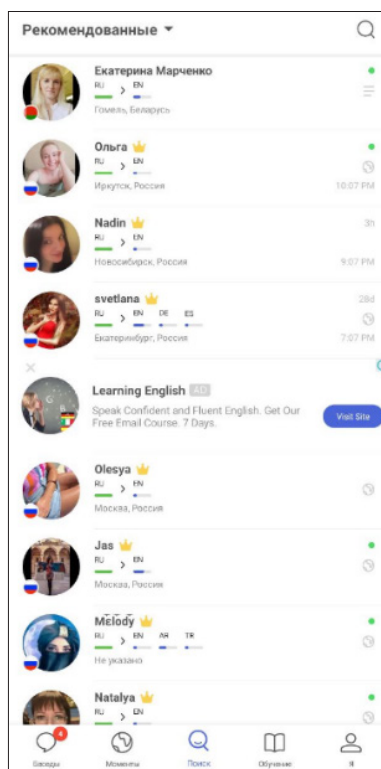 Рекомендованные
Екатерина Марченко
RU > EN
Гомель, Беларусь
Ольга
RU > EN
Иркутск, Россия 10:07 PM
Nadin 3h
RU > EN
Новосибирск, Россия 9:07 PM
svetlana 28d
RU > EN DE ES
Екатеринбург, Россия 7:07 PM
Learning English AD
Speak Confident and Fluent English. Get Our
Free Email Course. 7 Days.
Visit Site
Olesya
RU > EN
Москва, Россия
Jas
RU > EN
Москва, Россия
Mεlody
RU > EN AR TR
Не указано
Natalya
RU > EN
4
Беседы Моменты Поиск Обучение Я